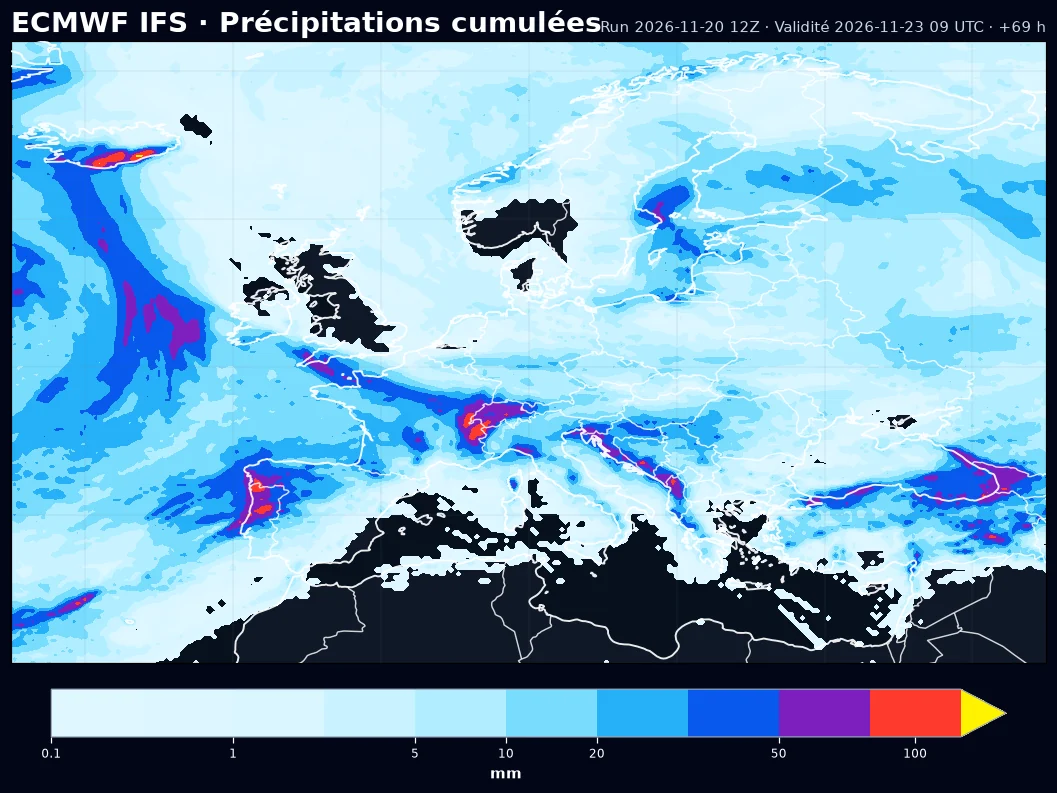 ECMWF IFS · Précipitations cumulées
Run 2026-11-20 12Z · Validité 2026-11-23 09 UTC · +69 h
0.1 1 5 10 20 50 100
mm